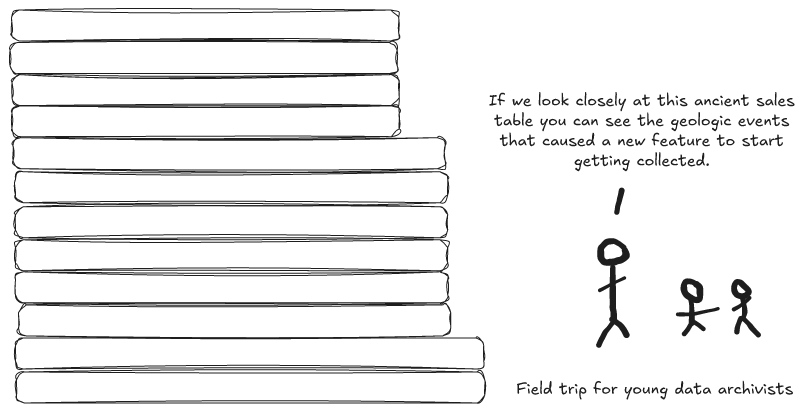 If we look closely at this ancient sales
table you can see the geologic events
that caused a new feature to start
getting collected.
Field trip for young data archivists